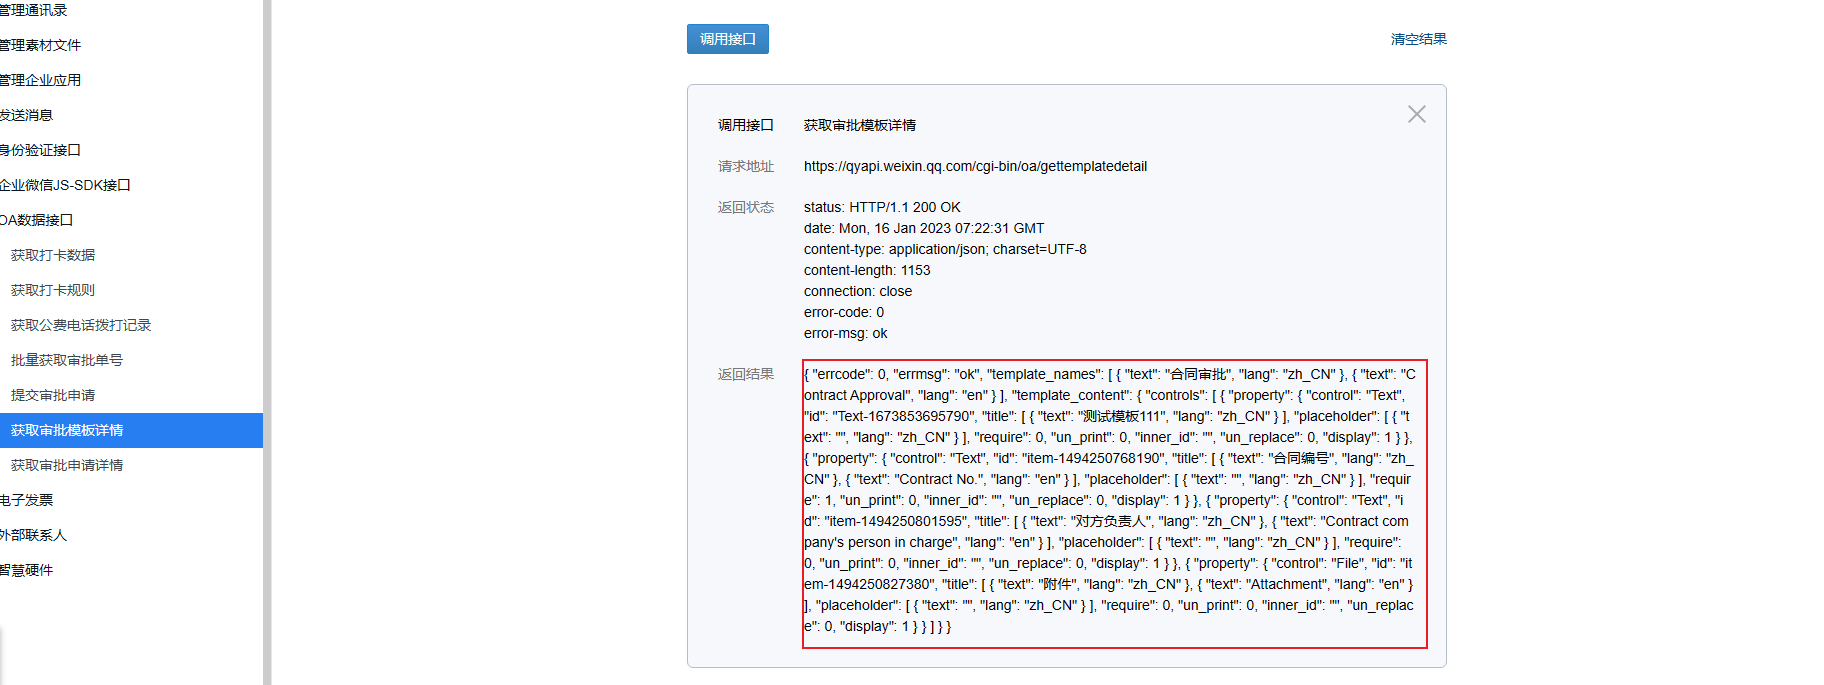 管理通讯录
管理素材文件
管理企业应用
发送消息
身份验证接口
企业微信JS-SDK接口
OA数据接口
获取打卡数据
获取打卡规则
获取公费电话拨打记录
批量获取审批单号
提交审批申请
获取审批模板详情
获取审批申请详情
电子发票
外部联系人
智慧硬件
调用接口
清空结果
调用接口 获取审批模板详情
请求地址 https://qyapi.weixin.qq.com/cgi-bin/oa/gettemplatedetail
返回状态 status: HTTP/1.1 200 OK
date: Mon, 16 Jan 2023 07:22:31 GMT
content-type: application/json; charset=UTF-8
content-length: 1153
connection: close
error-code: 0
error-msg: ok
返回结果 { "errcode": 0, "errmsg": "ok", "template_names": [ { "text": "合同审批", "lang": "zh_CN" }, { "text": "C
ontract Approval", "lang": "en" } ], "template_content": { "controls": [ { "property": { "control": "Text",
"id": "Text-1673853695790", "title": [ { "text": "测试模板111", "lang": "zh_CN" } ], "placeholder": [ { "t
ext": "", "lang": "zh_CN" } ], "require": 0, "un_print": 0, "inner_id": "", "un_replace": 0, "display": 1 } },
{ "property": { "control": "Text", "id": "item-1494250768190", "title": [ { "text": "合同编号", "lang": "zh_
CN" }, { "text": "Contract No.", "lang": "en" } ], "placeholder": [ { "text": "", "lang": "zh_CN" } ], "requir
e": 1, "un_print": 0, "inner_id": "", "un_replace": 0, "display": 1 } }, { "property": { "control": "Text", "i
d": "item-1494250801595", "title": [ { "text": "对方负责人", "lang": "zh_CN" }, { "text": "Contract com
pany's person in charge", "lang": "en" } ], "placeholder": [ { "text": "", "lang": "zh_CN" } ], "require":
0, "un_print": 0, "inner_id": "", "un_replace": 0, "display": 1 } }, { "property": { "control": "File", "id": "it
em-1494250827380", "title": [ { "text": "附件", "lang": "zh_CN" }, { "text": "Attachment", "lang": "en" }
], "placeholder": [ { "text": "", "lang": "zh_CN" } ], "require": 0, "un_print": 0, "inner_id": "", "un_replac
e": 0, "display": 1 } } ] } }